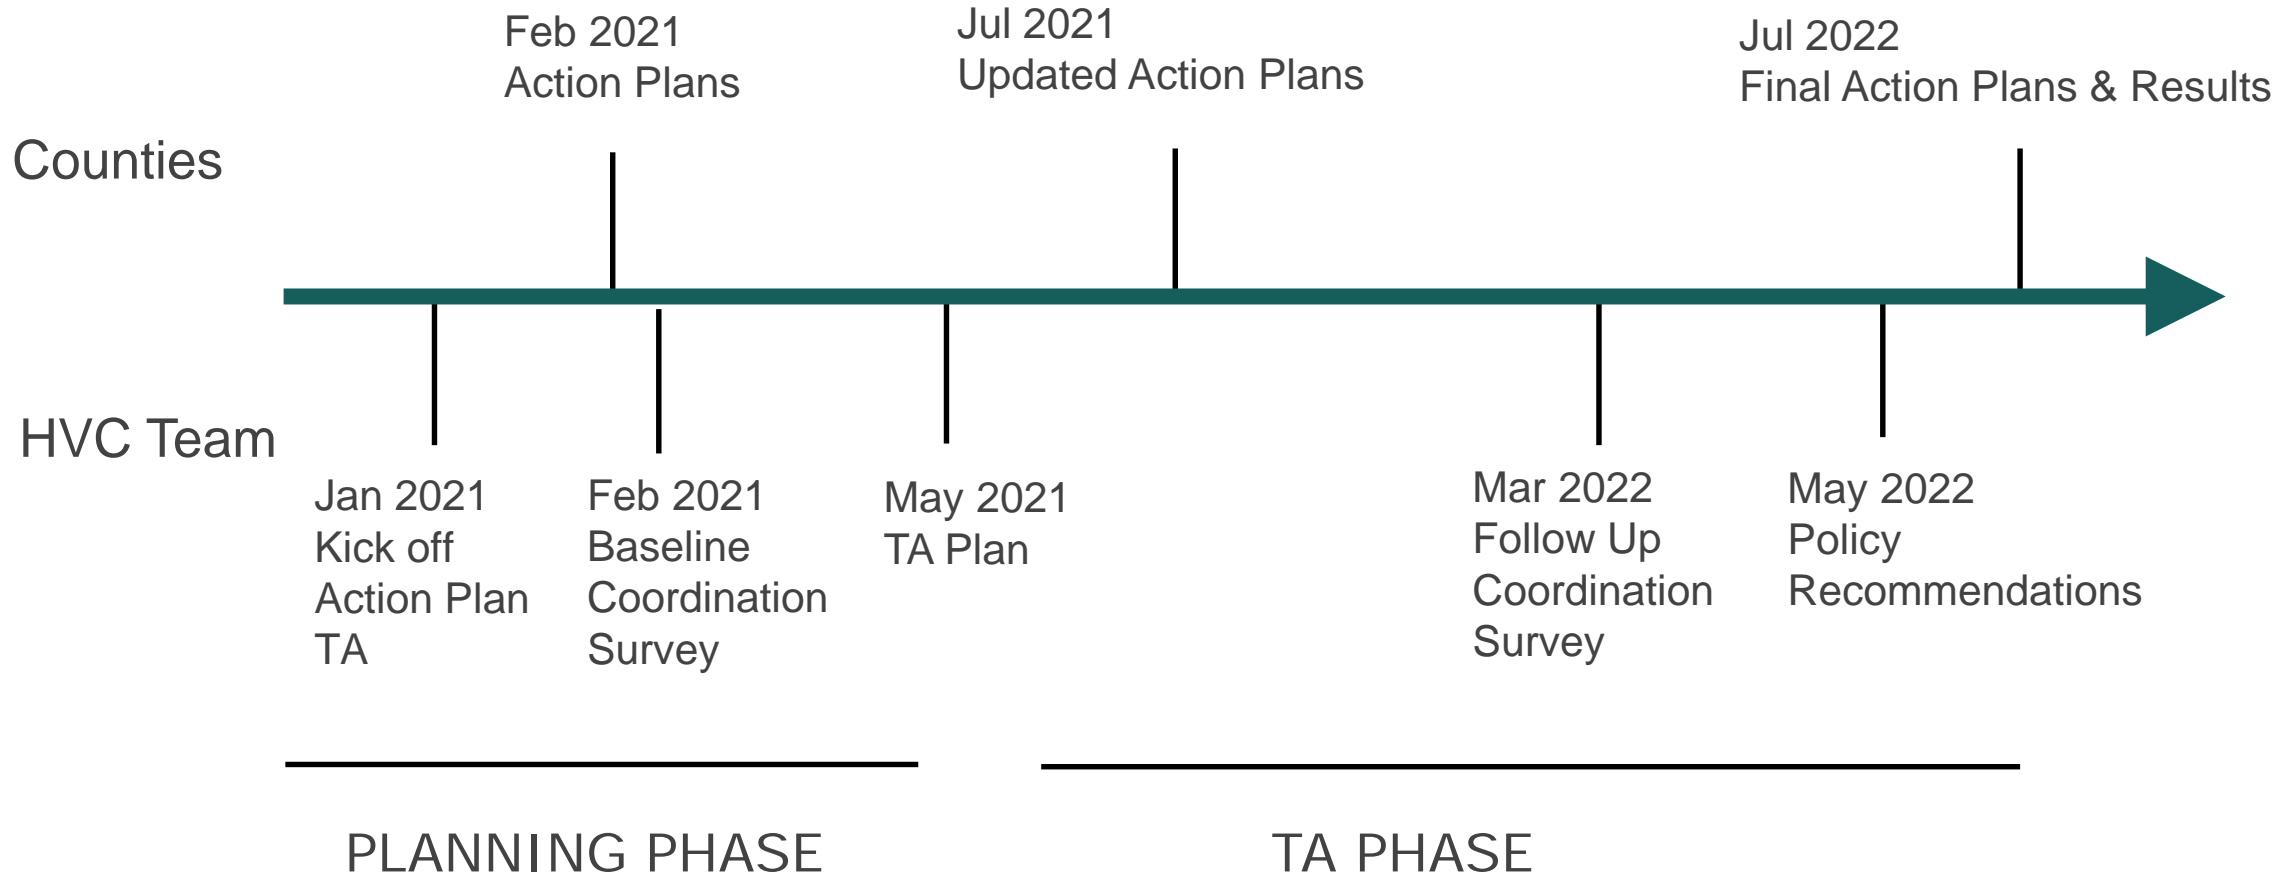 Feb 2021
Action Plans
Jul 2021
Updated Action Plans
Jul 2022
Final Action Plans & Results
Counties
HVC Team
Jan 2021
Kick off
Action Plan
TA
Feb 2021
Baseline
Coordination
Survey
May 2021
TA Plan
Mar 2022
Follow Up
Coordination
Survey
May 2022
Policy
Recommendations
PLANNING PHASE
TA PHASE